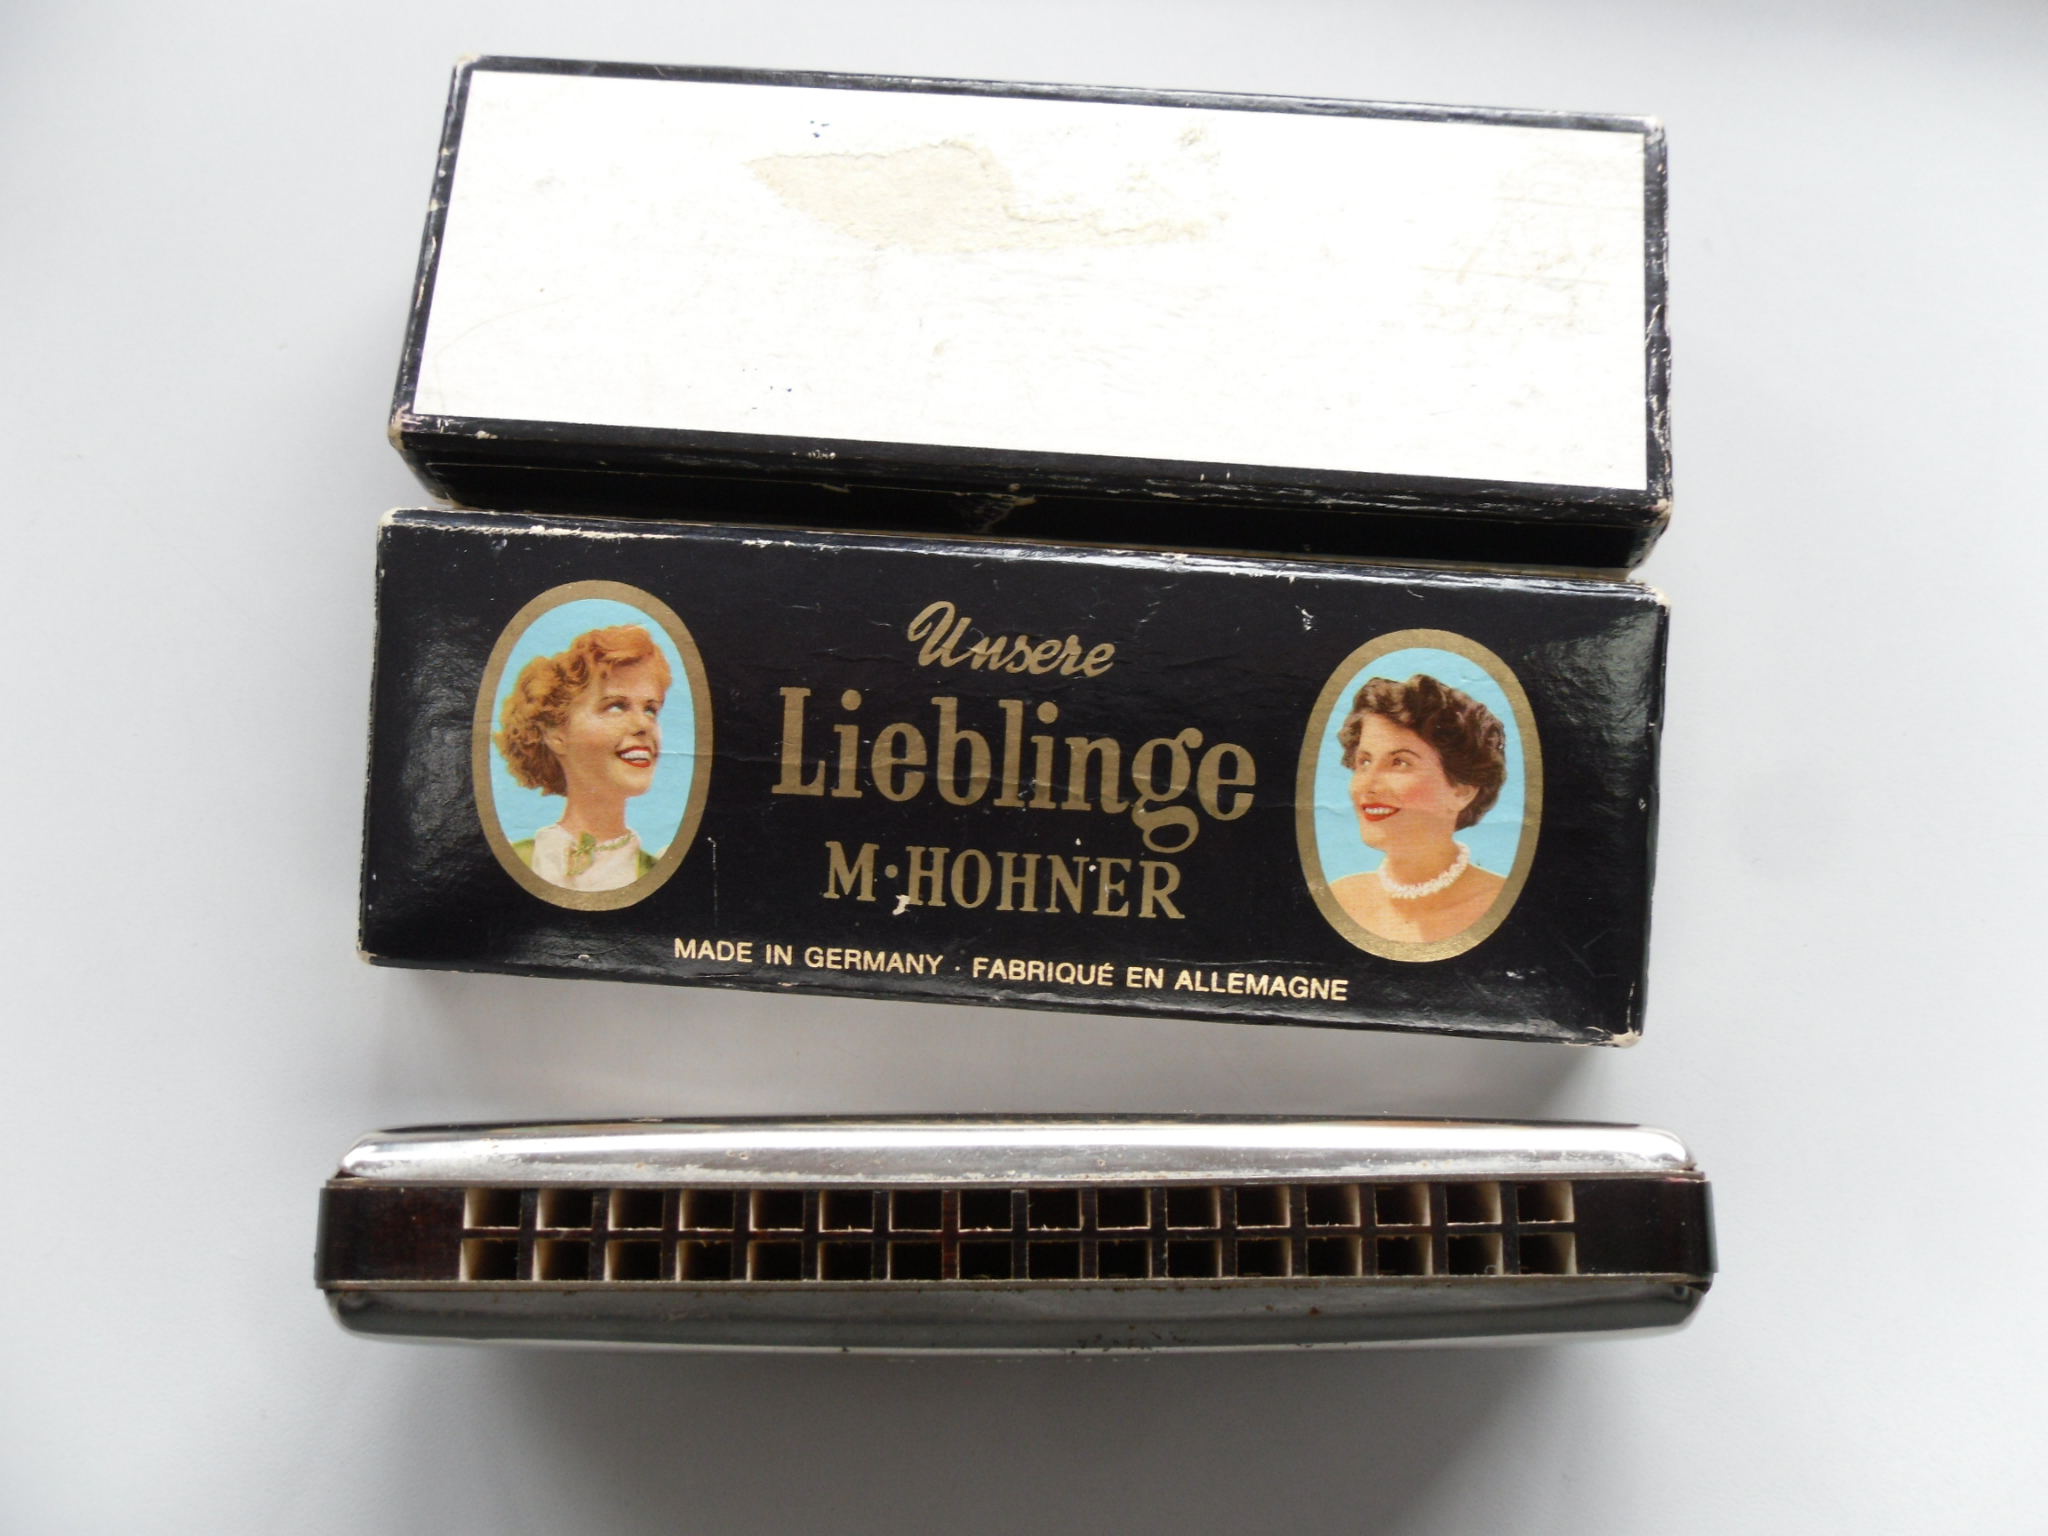 Unsere
Lieblinge
M·HOHNER
MADE IN GERMANY · FABRIQUÉ EN ALLEMAGNE